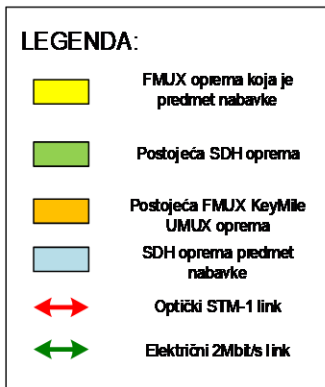 LEGENDA:
FMUX oprema koja je
predmet nabavke
Postojeća SDH oprema
Postojeća FMUX KeyMile
UMUX oprema
SDH oprema predmet
nabavke
Optički STM-1 link
Električni 2Mbit/s link